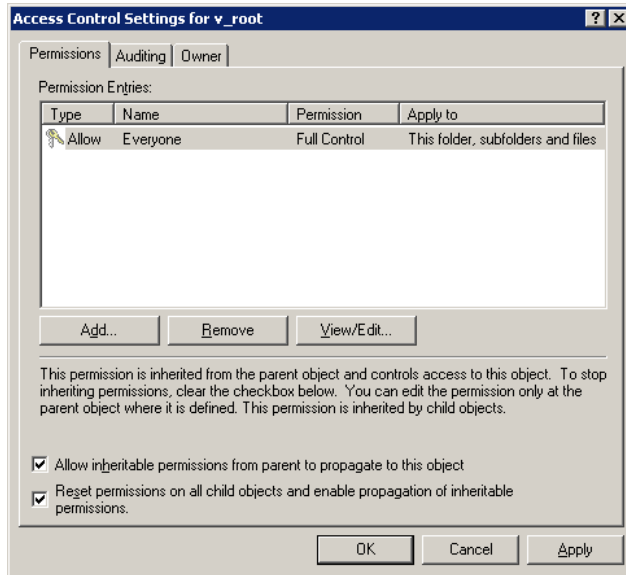 Access Control Settings for v_root
Permissions Auditing Owner
Permission Entries:
Type Name Permission Apply to
Allow Everyone Full Control This folder, subfolders and files
Add... Remove View/Edit...
This permission is inherited from the parent object and controls access to this object. To stop
inheriting permissions, clear the checkbox below. You can edit the permission only at the
parent object where it is defined. This permission is inherited by child objects.
Allow inheritable permissions from parent to propagate to this object
Reset permissions on all child objects and enable propagation of inheritable
permissions.
OK Cancel Apply